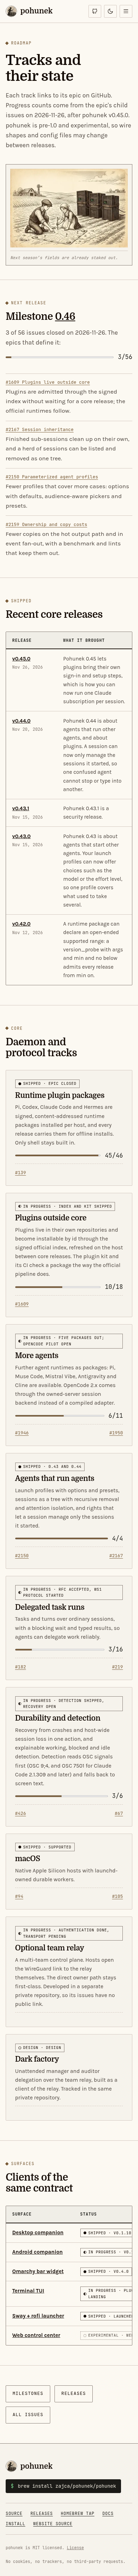 pohunek
ROADMAP
Tracks and
their state
Each track links to its epic on GitHub.
Progress counts come from the epic's child
issues on 2026-11-26, after pohunek v0.45.0.
pohunek is pre-1.0 and experimental, so wire
shapes and config files may change
between releases.
Next season's fields are already staked out.
NEXT RELEASE
Milestone 0.46
3 of 56 issues closed on 2026-11-26. The
epics that define it:
3/56
#1609 Plugins live outside core
Plugins are admitted through the signed
index without waiting for a core release; the
official runtimes follow.
#2167 Session inheritance
Finished sub-sessions clean up on their own,
and a herd of sessions can be listed and
removed as one tree.
#2158 Parameterized agent profiles
Fewer profiles that cover more cases: options
with defaults, audience-aware pickers and
presets.
#2159 Ownership and copy costs
Fewer copies on the hot output path and in
event fan-out, with a benchmark and lints
that keep them out.
SHIPPED
Recent core releases
RELEASE WHAT IT BROUGHT
v0.45.0
Pohunek 0.45 lets
plugins bring their own
sign-in and setup steps,
which is how you can
now run one Claude
subscription per session.
v0.44.0
Pohunek 0.44 is about
agents that run other
agents, and about
plugins. A session can
now only manage the
sessions it started, so
one confused agent
cannot stop or type into
another.
v0.43.1
Pohunek 0.43.1 is a
security release.
v0.43.0
Pohunek 0.43 is about
agents that start other
agents. Your launch
profiles can now offer
choices such as the
model or the effort level,
so one profile covers
what used to take
several.
v0.42.0
A runtime package can
declare an open-ended
supported range: a
version_probe with args
and min and no below
admits every release
from min on.
CORE
Daemon and
protocol tracks
SHIPPED · EPIC CLOSED
Runtime plugin packages
Pi, Codex, Claude Code and Hermes are
signed, content-addressed runtime
packages installed per host, and every
release carries them for offline installs.
Only shell stays built in.
45/46
#139
IN PROGRESS · INDEX AND KIT SHIPPED
Plugins outside core
Plugins live in their own repositories and
become installable by id through the
signed official index, refreshed on the host
between core releases. The plugin kit and
its CI check a package the way the official
pipeline does.
10/18
#1609
IN PROGRESS · FIVE PACKAGES OUT,
OPENCODE PILOT OPEN
More agents
Further agent runtimes as packages: Pi,
Muse Code, Mistral Vibe, Antigravity and
Cline are available. OpenCode 2.x comes
through the owned-server session
backend instead of a compiled adapter.
6/11
#1946 #1950
SHIPPED · 0.43 AND 0.44
Agents that run agents
Launch profiles with options and presets,
sessions as a tree with recursive removal
and attention isolation, and rights that
let a session manage only the sessions
it started.
4/4
#2158 #2167
IN PROGRESS · RFI ACCEPTED, NO1
PROTOCOL STARTED
Delegated task runs
Tasks and turns over ordinary sessions,
with a blocking wait and typed results, so
agents can delegate work reliably.
3/16
#182 #219
IN PROGRESS · DETECTION SHIPPED,
RECOVERY OPEN
Durability and detection
Recovery from crashes and host-wide
session loss in one action, and
explainable working, blocked and idle
detection. Detection reads OSC signals
first (OSC 9;4, and OSC 7501 for Claude
Code 2.1.309 and later) and falls back to
screen text.
3/6
#436 #67
SHIPPED · SUPPORTED
macOS
Native Apple Silicon hosts with launchd-
owned durable workers.
#94 #185
IN PROGRESS · AUTHENTICATION DONE,
TRANSPORT PENDING
Optional team relay
A multi-team control plane. Hosts open
the WireGuard link to the relay
themselves. The direct owner path stays
first-class. Developed in a separate
private repository, so its issues have no
public link.
DESIGN · DESIGN
Dark factory
Unattended manager and auditor
delegation over the team relay, built as a
client of the relay. Tracked in the same
private repository.
SURFACES
Clients of the
same contract
SURFACE STATUS
Desktop companion SHIPPED · V0.1.10
Android companion IN PROGRESS · V0.
Omarchy bar widget SHIPPED · V0.4.0
Terminal TUI IN PROGRESS · PLU
LANDING
Sway + rofi launcher SHIPPED · LAUNCHER
Web control center EXPERIMENTAL
MILESTONES
RELEASES
ALL ISSUES
pohunek
$ brew install zajca/pohunek/pohunek
SOURCE RELEASES HOMEBREW TAP DOCS
INSTALL WEBSITE SOURCE
pohunek is MIT licensed. License
No cookies, no trackers, no third-party requests.